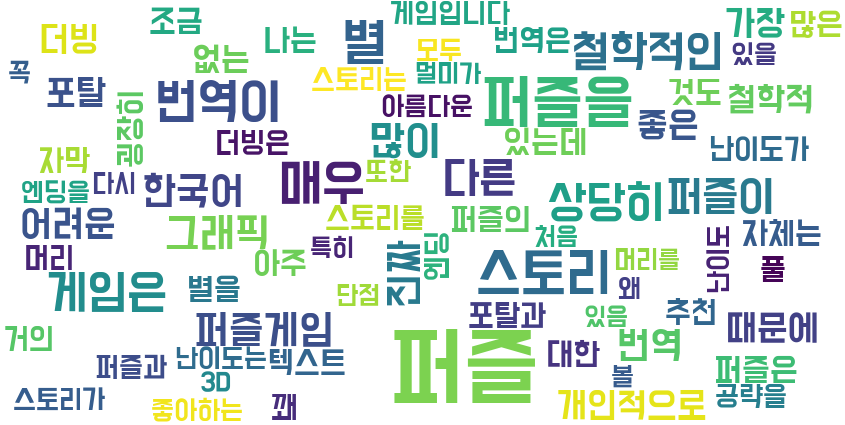 게임입니다
조금
별
가장
많은
더빙
나는
모두
번역은
철학적인
있을
없는
꼭
포탈
번역이
스토리는
멀미가
퍼즐을
것도
철학적
아름다운
굉장히
더빙은
많이
있는데
좋은
난이도가
자막
매우
또한
다른
엔딩을
다시
한국어
상당히
퍼즐이
어려운
그래픽
스토리를
퍼즐의
처음
자체는
머리
특히
엔딩
난이도
아주
진짜
스토리
머리를
풀
게임은
별을
단점
왜
거의
퍼즐게임
퍼즐
포탈과
있음
추천
때문에
퍼즐과
난이도는
텍스트
대한
번역
퍼즐은
3D
볼
공략을
스토리가
좋아하는
꽤
개인적으로